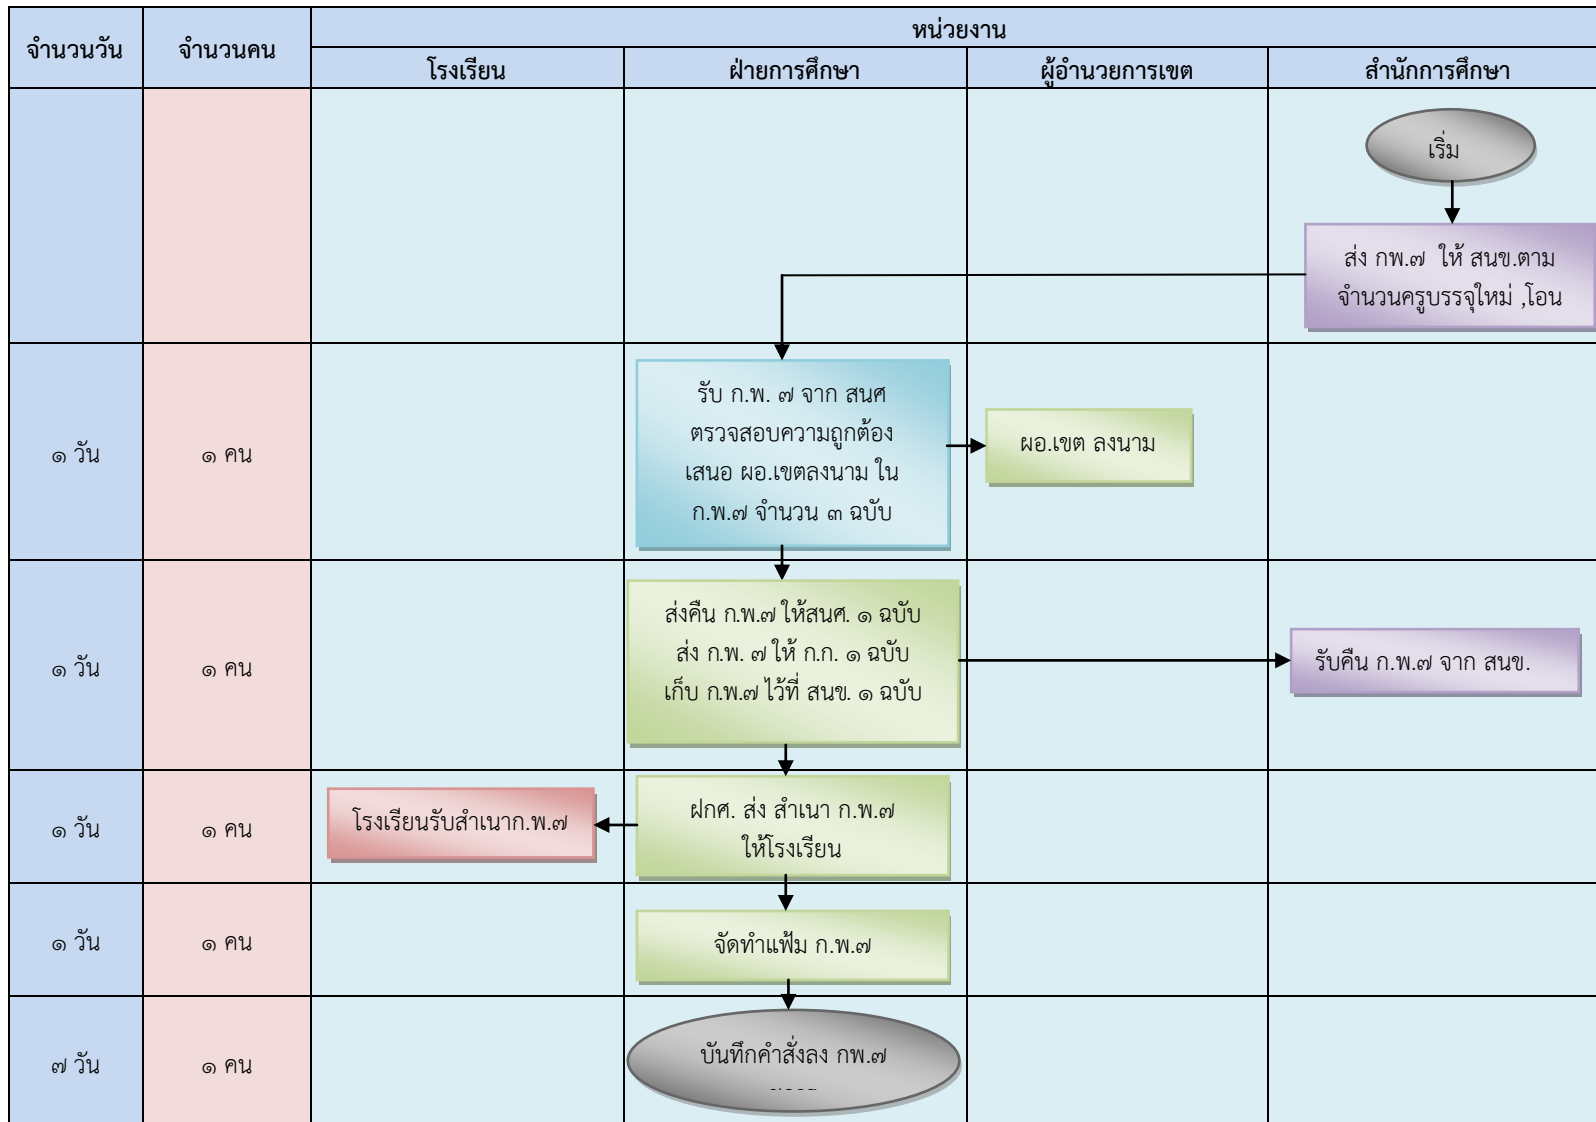 จำนวนวัน
จำนวนคน
หน่วยงาน
โรงเรียน
ฝ่ายการศึกษา
ผู้อำนวยการเขต
สำนักการศึกษา
เริ่ม
ส่ง กพ.๗ ให้ สนข.ตาม
จำนวนครูบรรจุใหม่ ,โอน
๑ วัน
๑ คน
รับ ก.พ. ๗ จาก สนศ
ตรวจสอบความถูกต้อง
เสนอ ผอ.เขตลงนาม ใน
ก.พ.๗ จำนวน ๓ ฉบับ
ผอ.เขต ลงนาม
๑ วัน
๑ คน
ส่งคืน ก.พ.๗ ให้สนศ. ๑ ฉบับ
ส่ง ก.พ. ๗ ให้ ก.ก. ๑ ฉบับ
เก็บ ก.พ.๗ ไว้ที่ สนข. ๑ ฉบับ
รับคืน ก.พ.๗ จาก สนข.
๑ วัน
๑ คน
โรงเรียนรับสำเนาก.พ.๗
ฝกศ. ส่ง สำเนา ก.พ.๗
ให้โรงเรียน
๑ วัน
๑ คน
จัดทำแฟ้ม ก.พ.๗
๗ วัน
๑ คน
บันทึกคำสั่งลง กพ.๗